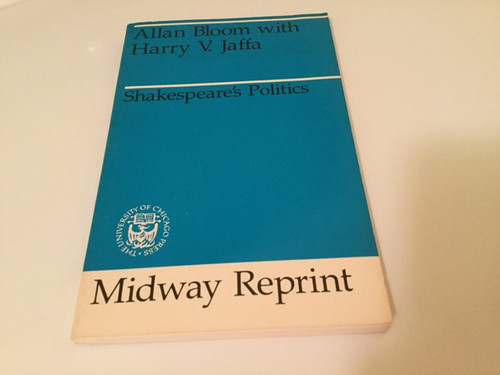 Allan Bloom with
Harry V. Jaffa
Shakespeare's Politics
THE UNIVERSITY OF CHICAGO PRESS
Midway Reprint